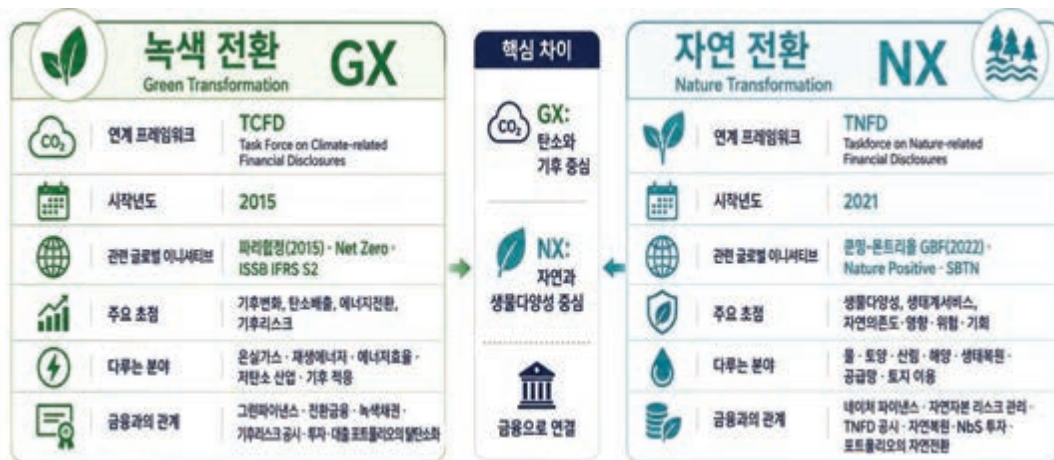 녹색 전환 GX
Green Transformation
CO₂
연계 프레임워크
TCFD
Task Force on Climate-related
Financial Disclosures
시작년도
2015
관련 글로벌 이니셔티브
파리협정(2015) · Net Zero ·
ISSB IFRS S2
주요 초점
기후변화, 탄소배출, 에너지전환,
기후리스크
다루는 분야
온실가스 · 재생에너지 · 에너지효율 ·
저탄소 산업 · 기후 적응
금융과의 관계
그린파이낸스 · 전환금융 · 녹색채권 ·
기후리스크 공시 · 투자 · 대출 포트폴리오의 탈탄소화
핵심 차이
CO₂
GX:
탄소와
기후 중심
NX:
자연과
생물다양성 중심
금융으로 연결
자연 전환 NX
Nature Transformation
연계 프레임워크
TNFD
Taskforce on Nature-related
Financial Disclosures
시작년도
2021
관련 글로벌 이니셔티브
쿤밍-몬트리올 GBF(2022) ·
Nature Positive · SBTN
주요 초점
생물다양성, 생태계서비스,
자연의존도 · 영향 · 위험 · 기회
다루는 분야
물 · 토양 · 산림 · 해양 · 생태복원 ·
공급망 · 토지 이용
금융과의 관계
네이처 파이낸스 · 자연자본 리스크 관리 ·
TNFD 공시 · 자연복원 · NbS 투자 ·
포트폴리오의 자연전환